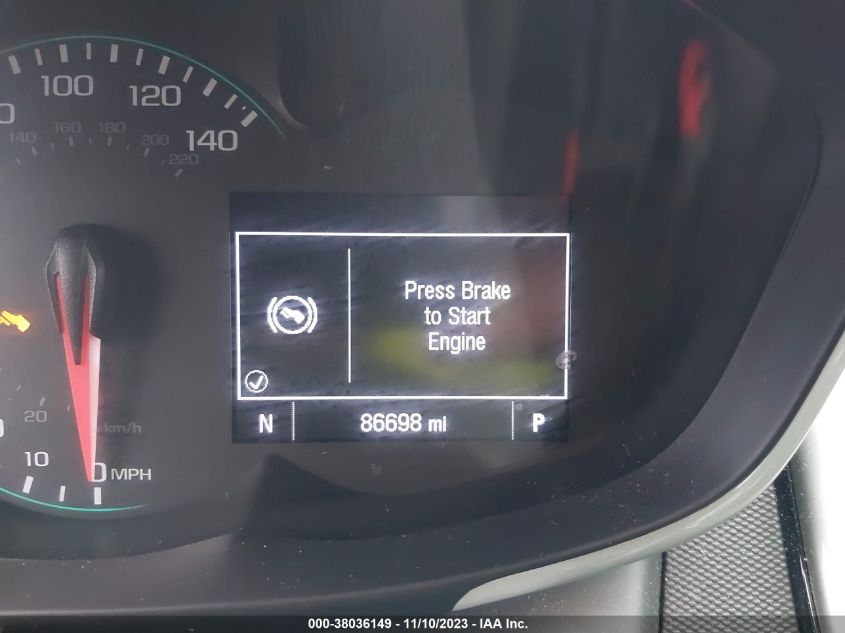 100
120
140
140
160
180
200
220
Press Brake
to Start
Engine
N
86698 mi
P
20
km/h
10
0 MPH
000-38036149 - 11/10/2023 - IAA Inc.